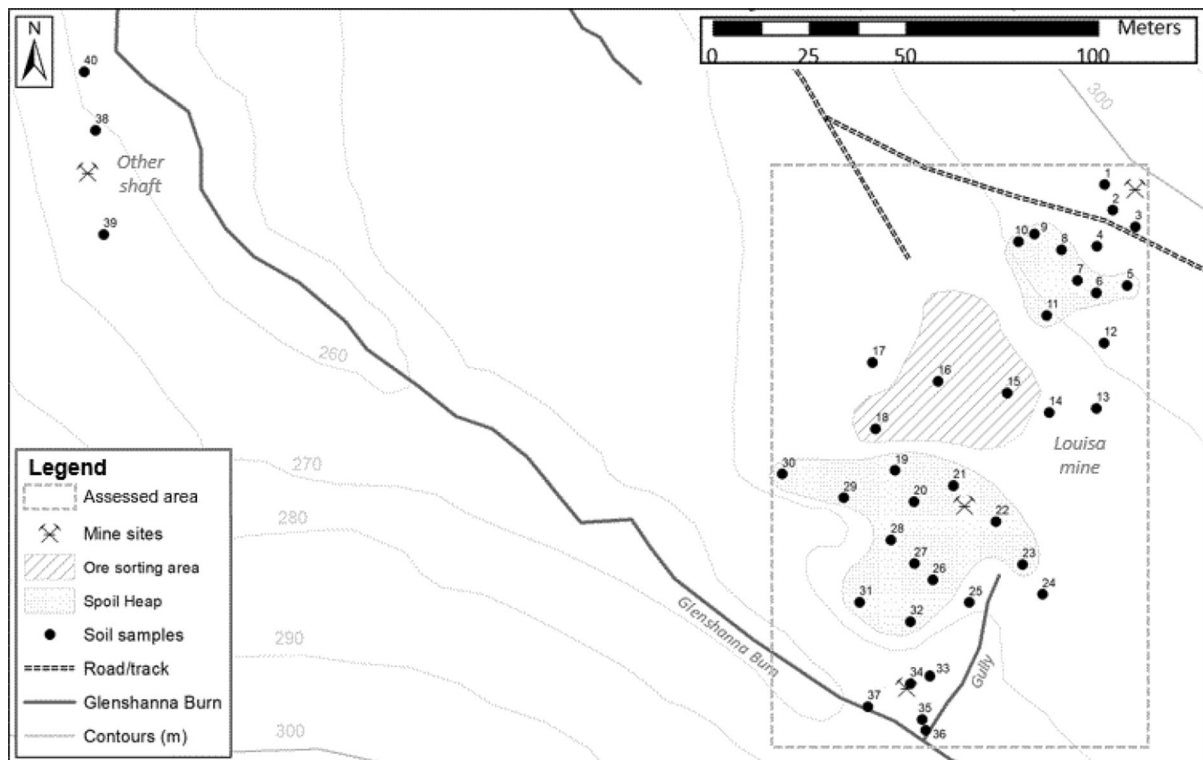 N
Meters
0 25 50 100
40
38
Other
shaft
39
300
1
2
3
4
9
10
8
7
6
5
11
12
17
16
15
14
13
18
Louisa
mine
260
19
30
21
29
20
22
28
27
26
23
24
25
31
32
270
280
290
300
Glenshanna Burn
Gully
33
34
37
35
36
Legend
Assessed area
Mine sites
Ore sorting area
Spoil Heap
Soil samples
Road/track
Glenshanna Burn
Contours (m)